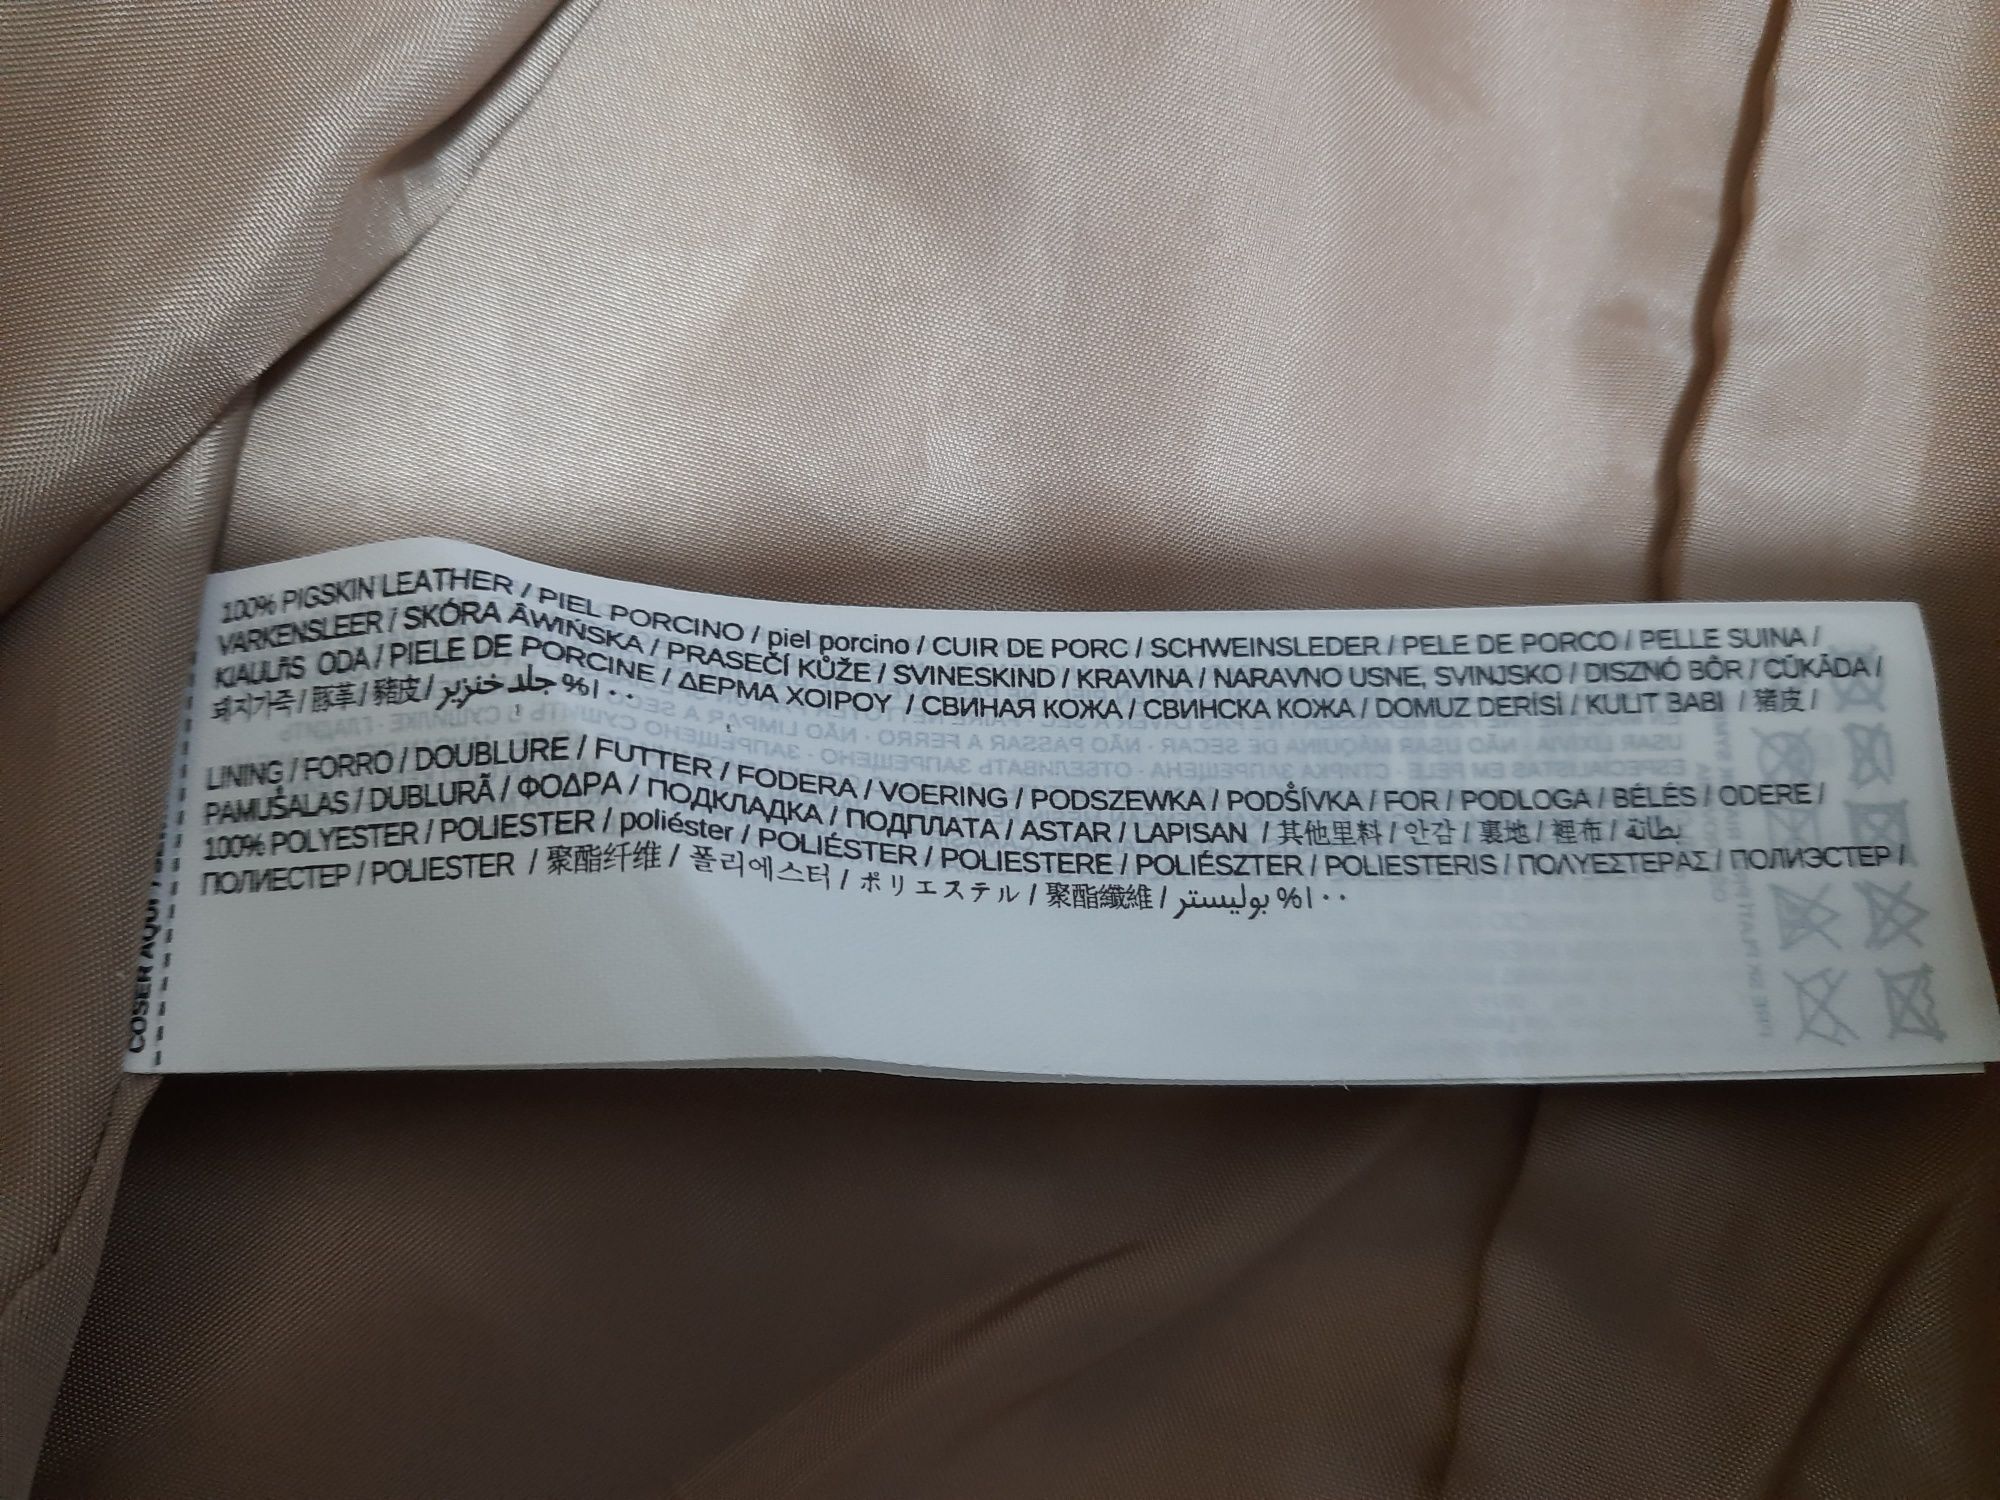 100% PIGSKIN LEATHER / PIEL PORCINO / piel porcino / CUIR DE PORC / SCHWEINSLEDER / PELE DE PORCO / PELLE SUINA /
VARKENSLEER / SKÓRA ÂWIŃSKA / PRASEČÍ KŮŽE / SVINESKIND / KRAVINA / NARAVNO USNE, SVINJSKO / DISZNÓ BŐR / CŪKĀDA /
KIAULĖS ODA / PIELE DE PORCINE / ΔΕΡΜΑ ΧΟΙΡΟΥ / СВИНАЯ КОЖА / СВИНСКА КОЖА / DOMUZ DERİSİ / KULIT BABI / 猪皮 /
돼지가죽 / 豚革 / 豬皮 / جلد خنزير %١٠٠
LINING / FORRO / DOUBLURE / FUTTER / FODERA / VOERING / PODSZEWKA / PODŠÍVKA / FOR / PODLOGA / BÉLÉS / ODERE /
PAMUŠALAS / DUBLURĂ / ΦΟΔΡΑ / ПОДКЛАДКА / ПОДПЛАТА / ASTAR / LAPISAN / 其他里料 / 안감 / 裏地 / 裡布 / بطانة
100% POLYESTER / POLIESTER / poliéster / POLIÉSTER / POLIESTERE / POLIÉSZTER / POLIESTERIS / ΠΟΛΥΕΣΤΕΡΑΣ / ПОЛИЭСТЕР /
ПОЛИЕСТЕР / POLIESTER / 聚酯纤维 / 폴리에스터 / ポリエステル / 聚酯纖維 / بوليستر %١٠٠
COSER AQUI